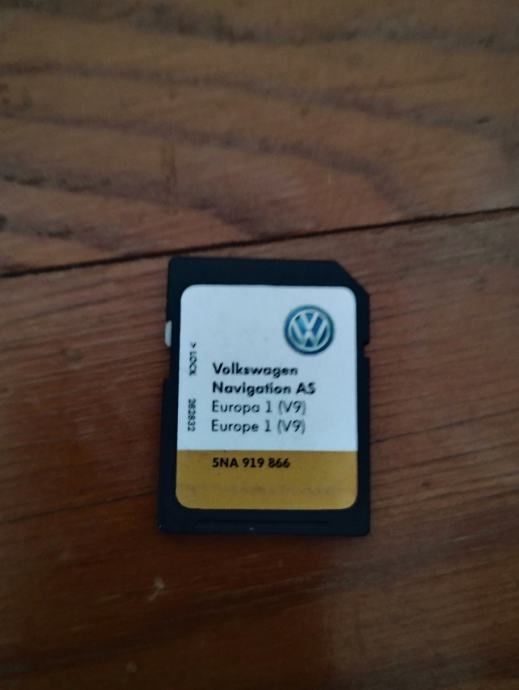 Volkswagen
Navigation AS
Europa 1 (V9)
Europe 1 (V9)
5NA 919 866
> LOCK
282832